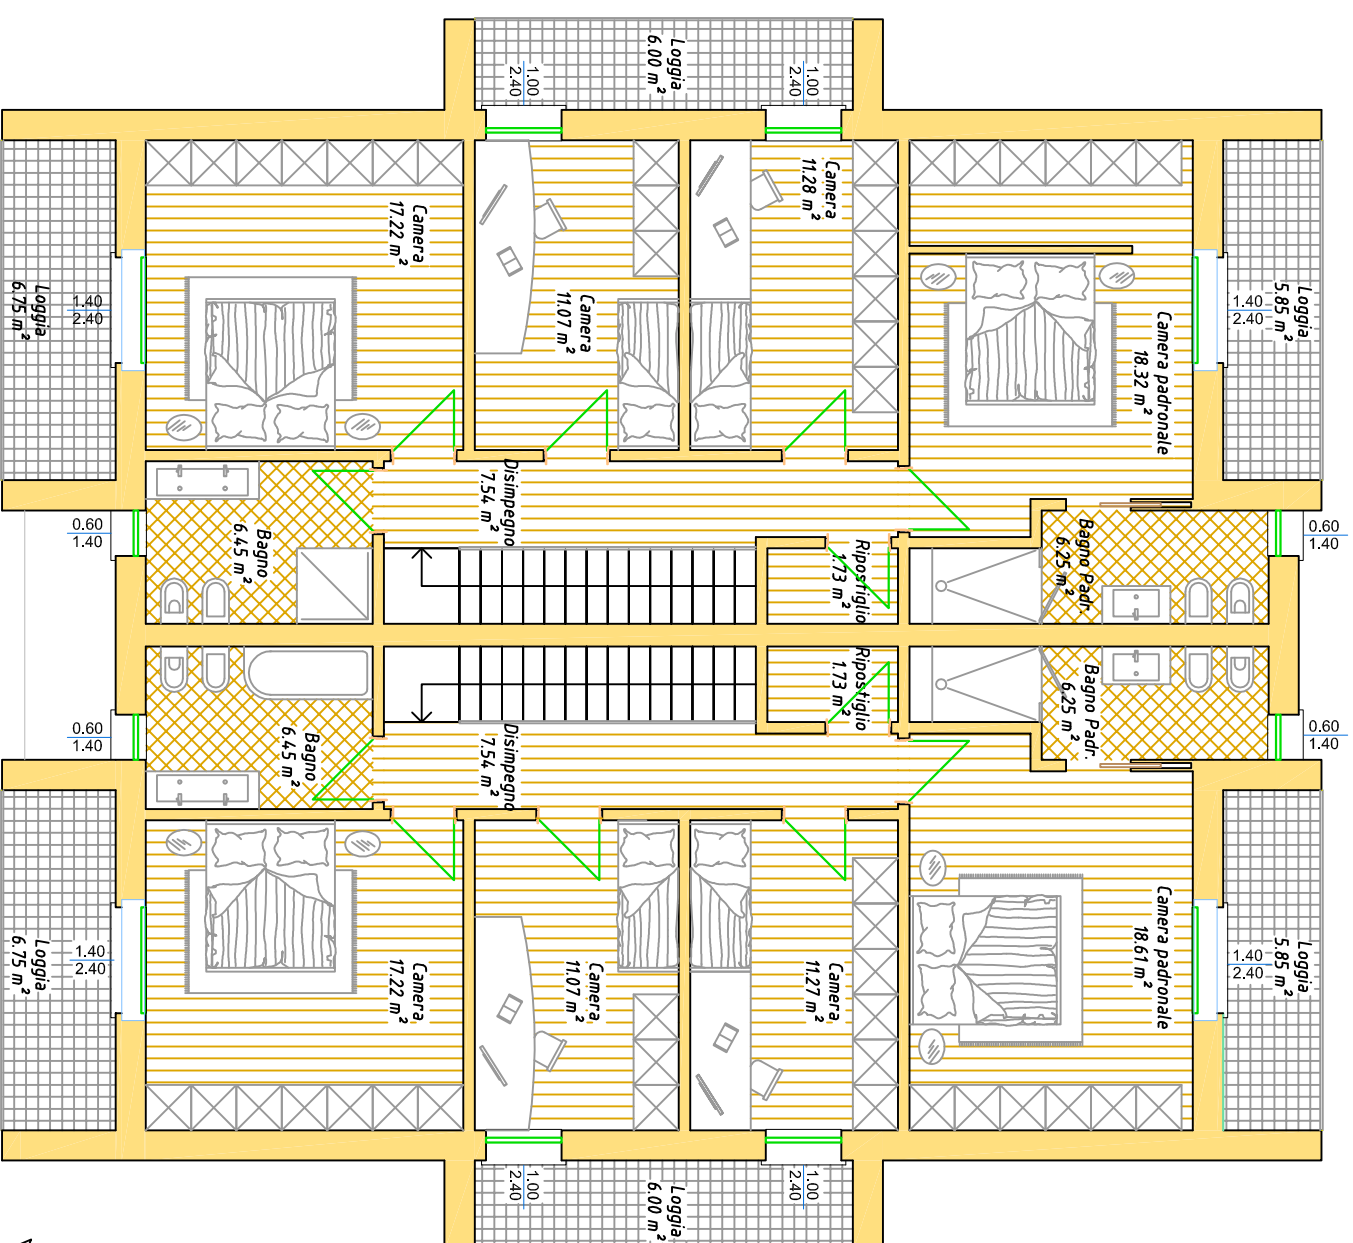 Loggia
6.00 m²
1.00
2.40
1.00
2.40
Camera
17.22 m²
Camera
11.07 m²
Camera
11.28 m²
Camera padronale
18.32 m²
Loggia
6.75 m²
1.40
2.40
1.40
2.40
Loggia
5.85 m²
Disimpegno
7.54 m²
Bagno
6.45 m²
0.60
1.40
Ripostiglio
1.73 m²
Bagno Padr.
6.25 m²
0.60
1.40
Ripostiglio
1.73 m²
Bagno Padr.
6.25 m²
0.60
1.40
0.60
1.40
Bagno
6.45 m²
Disimpegno
7.54 m²
Camera
17.22 m²
Camera
11.07 m²
Camera
11.27 m²
Camera padronale
18.61 m²
Loggia
6.75 m²
1.40
2.40
1.40
2.40
Loggia
5.85 m²
1.00
2.40
1.00
2.40
Loggia
6.00 m²